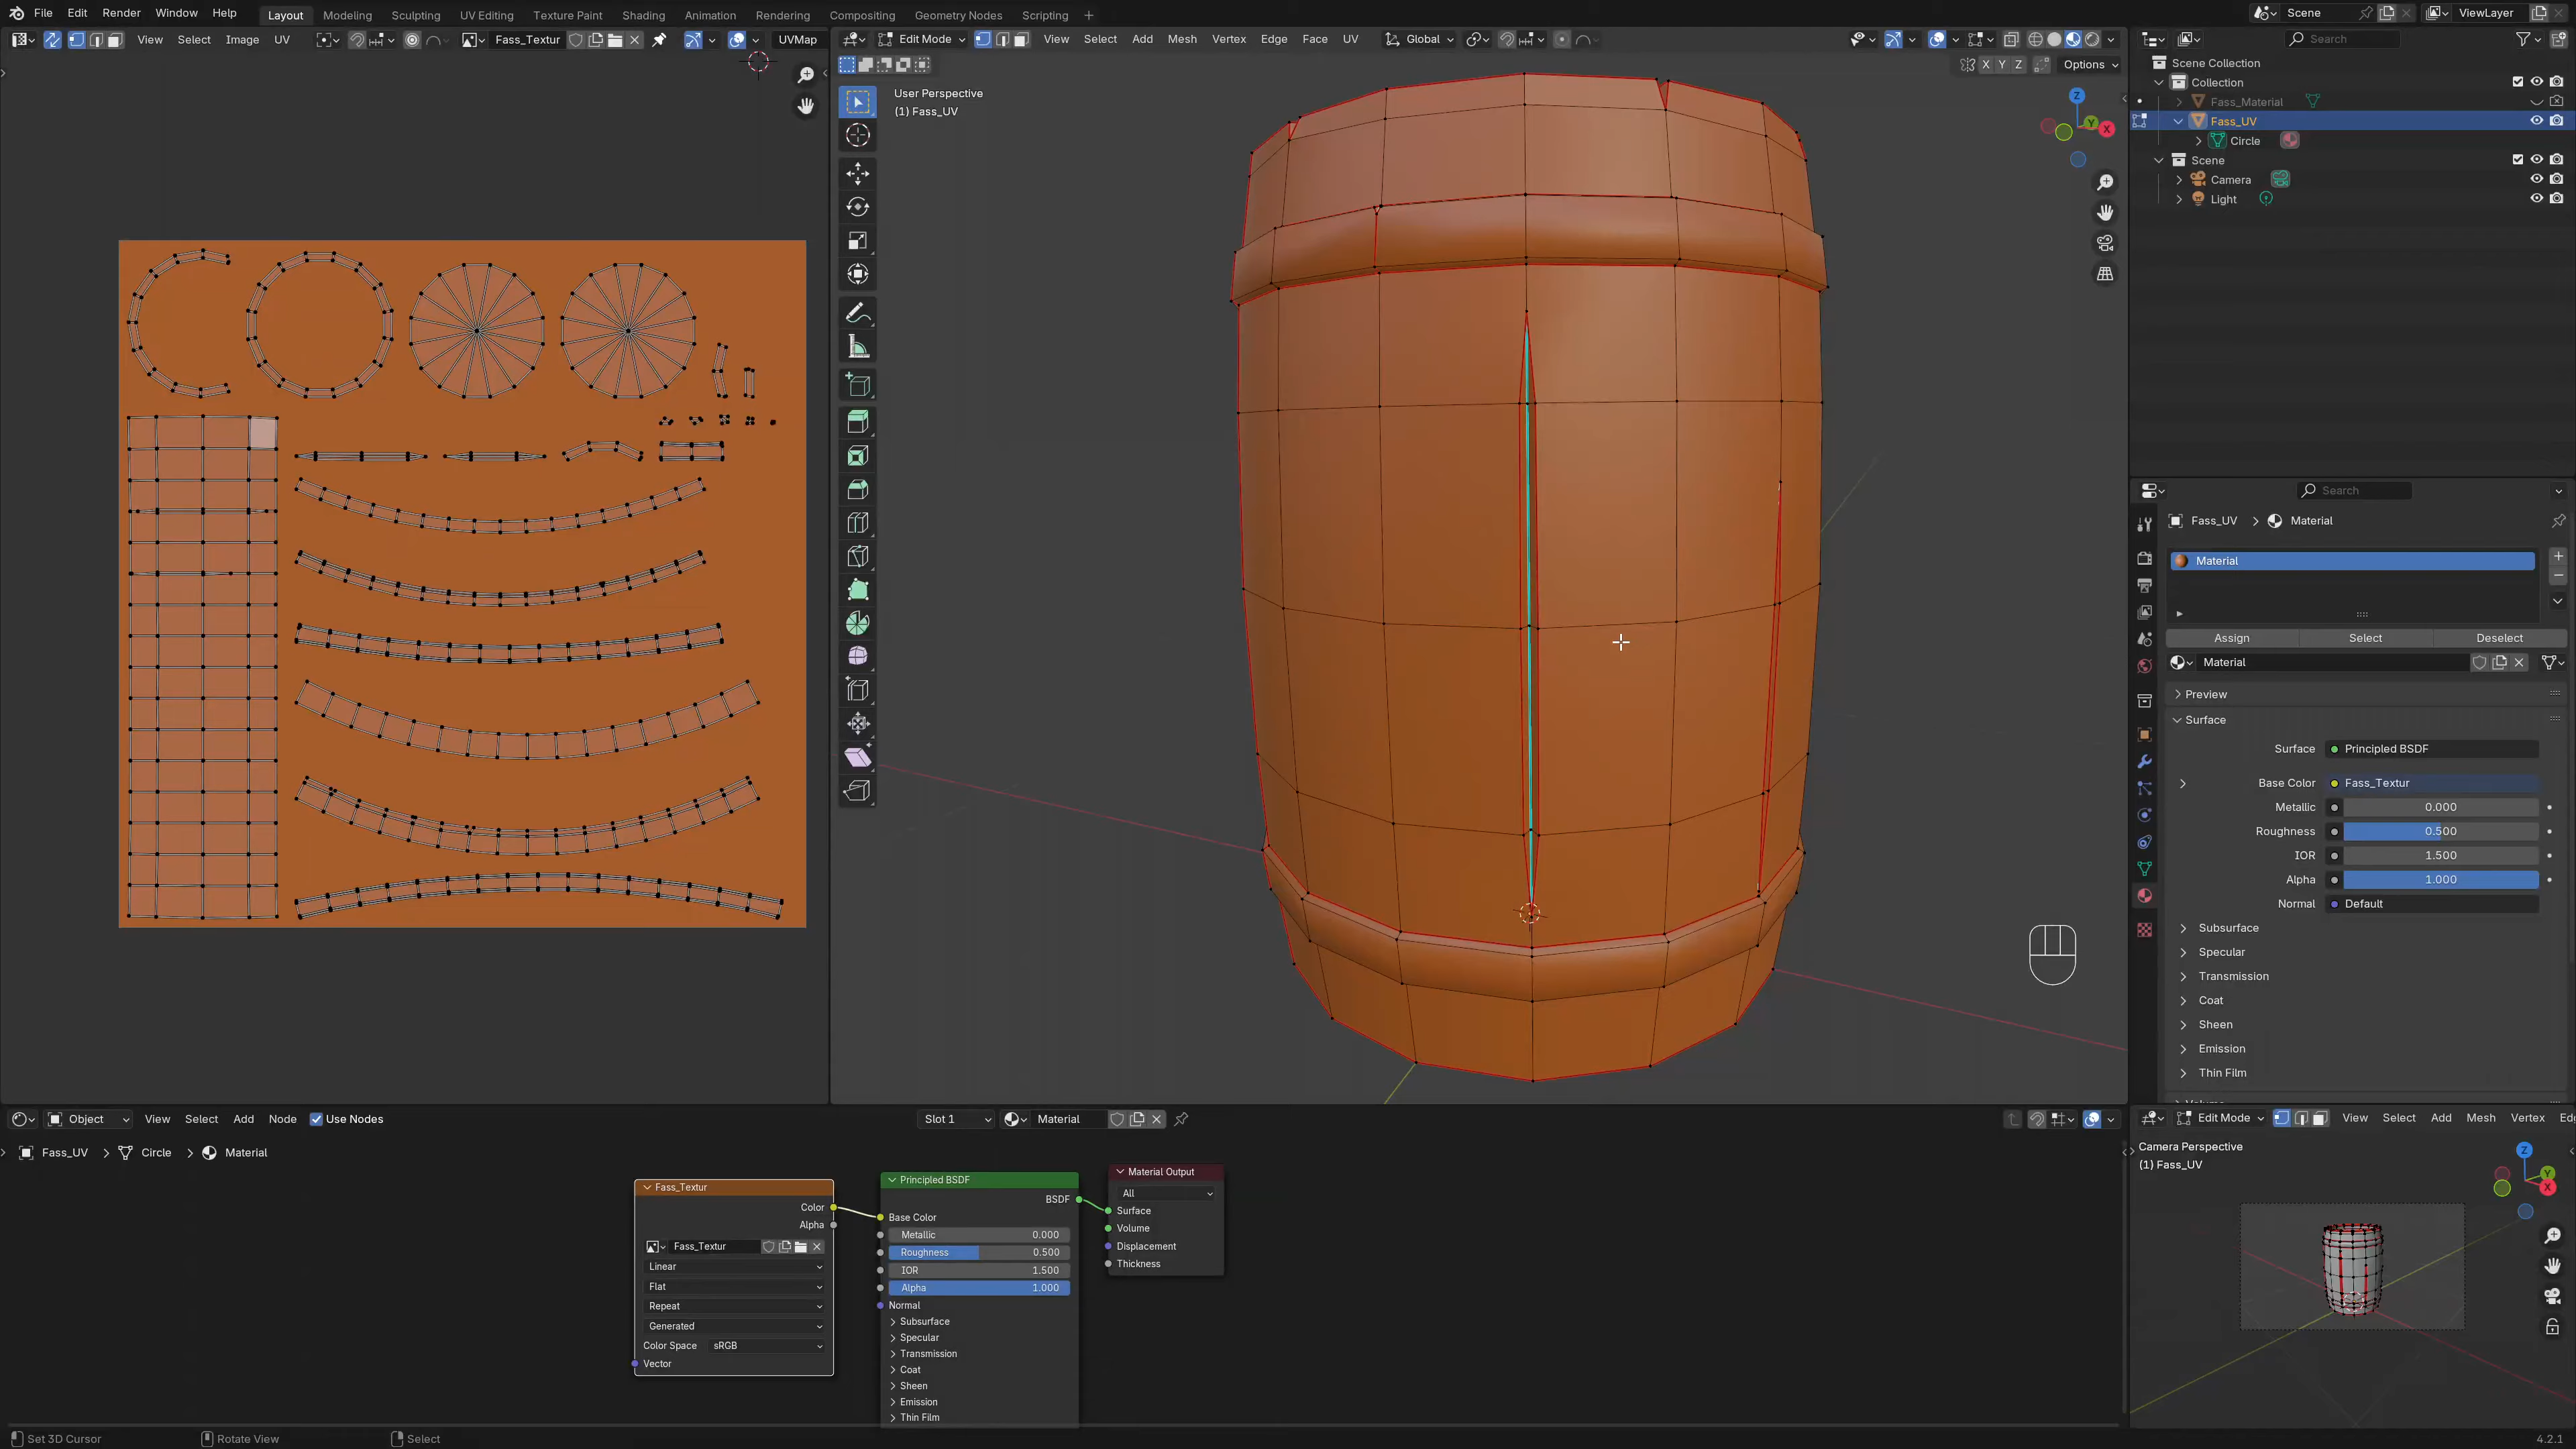 File Edit Render Window Help Layout Modeling Sculpting UV Editing Texture Paint Shading Animation Rendering Compositing Geometry Nodes Scripting + Scene ViewLayer
View Select Image UV Fass_Textur UVMap
Edit Mode View Select Add Mesh Vertex Edge Face UV Global
Search
X Y Z Options
User Perspective
(1) Fass_UV
Z
Y
X
Scene Collection
Collection
Fass_Material
Fass_UV
Circle
Scene
Camera
Light
Search
Fass_UV > Material
Material
Assign Select Deselect
Material
Preview
Surface
Surface Principled BSDF
Base Color Fass_Textur
Metallic 0.000
Roughness 0.500
IOR 1.500
Alpha 1.000
Normal Default
Subsurface
Specular
Transmission
Coat
Sheen
Emission
Thin Film
Object View Select Add Node Use Nodes Slot 1 Material
Fass_UV > Circle > Material
Fass_Textur
Color
Alpha
Fass_Textur
Linear
Flat
Repeat
Generated
Color Space sRGB
Vector
Principled BSDF
BSDF
Base Color
Metallic 0.000
Roughness 0.500
IOR 1.500
Alpha 1.000
Normal
Subsurface
Specular
Transmission
Coat
Sheen
Emission
Thin Film
Material Output
All
Surface
Volume
Displacement
Thickness
Edit Mode View Select Add Mesh Vertex
Camera Perspective
(1) Fass_UV
Z
Y
X
Set 3D Cursor Rotate View Select 4.2.1